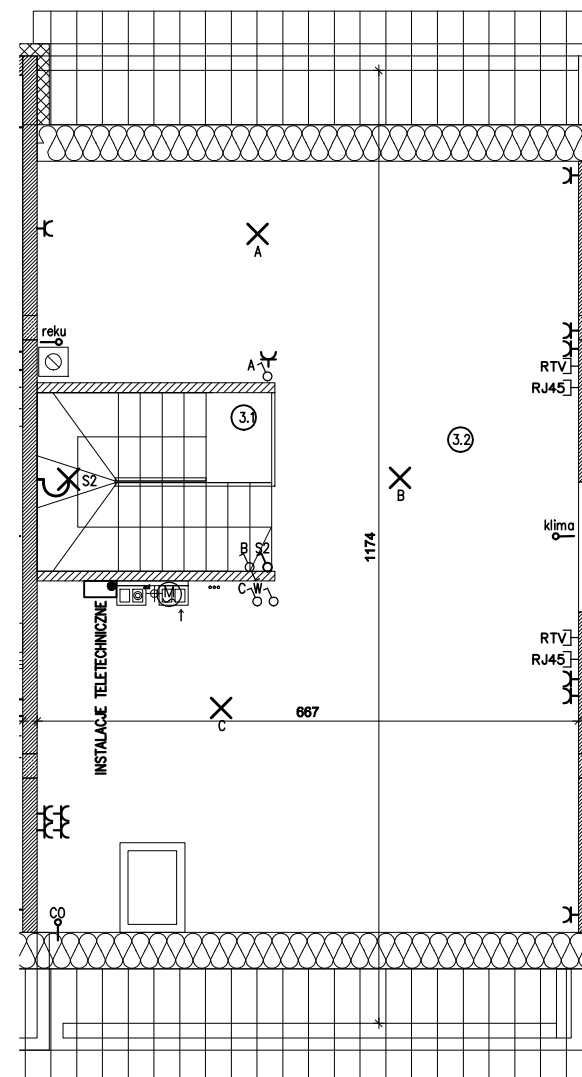 A
reku
A
3.1
RTV
RJ45
3.2
S2
B
klima
1174
B S2
C W
M
INSTALACJE TELETECHNICZNE
RTV
RJ45
667
C
CO